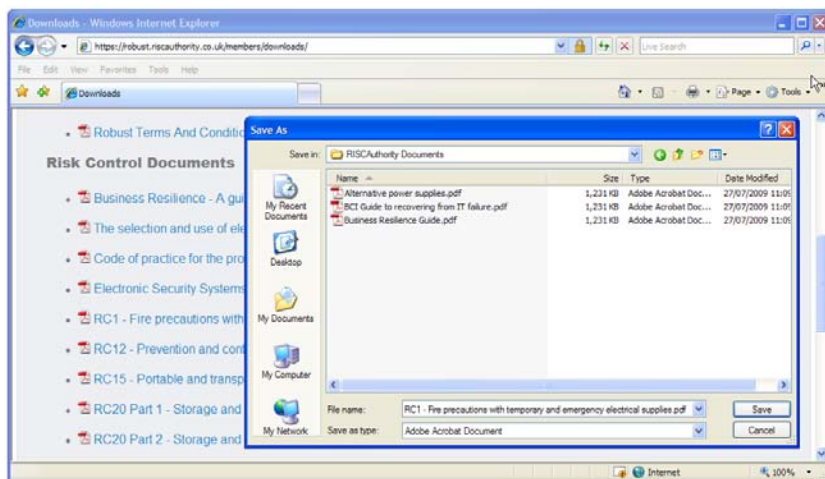 Downloads - Windows Internet Explorer
https://robust.riscauthority.co.uk/members/downloads/
Live Search
File Edit View Favorites Tools Help
Downloads
Page
Tools
Robust Terms And Conditio
Risk Control Documents
Business Resilience - A gui
The selection and use of ele
Code of practice for the pro
Electronic Security Systems
RC1 - Fire precautions with
RC12 - Prevention and cont
RC15 - Portable and transp
RC20 Part 1 - Storage and
RC20 Part 2 - Storage and
Save As
Save in: RISCAuthority Documents
My Recent Documents
Desktop
My Documents
My Computer
My Network
Name Size Type Date Modified
Alternative power supplies.pdf 1,231 KB Adobe Acrobat Doc... 27/07/2009 11:09
BCI Guide to recovering from IT failure.pdf 1,231 KB Adobe Acrobat Doc... 27/07/2009 11:09
Business Resilience Guide.pdf 1,231 KB Adobe Acrobat Doc... 27/07/2009 11:09
File name: RC1 - Fire precautions with temporary and emergency electrical supplies.pdf Save
Save as type: Adobe Acrobat Document Cancel
Internet 100%